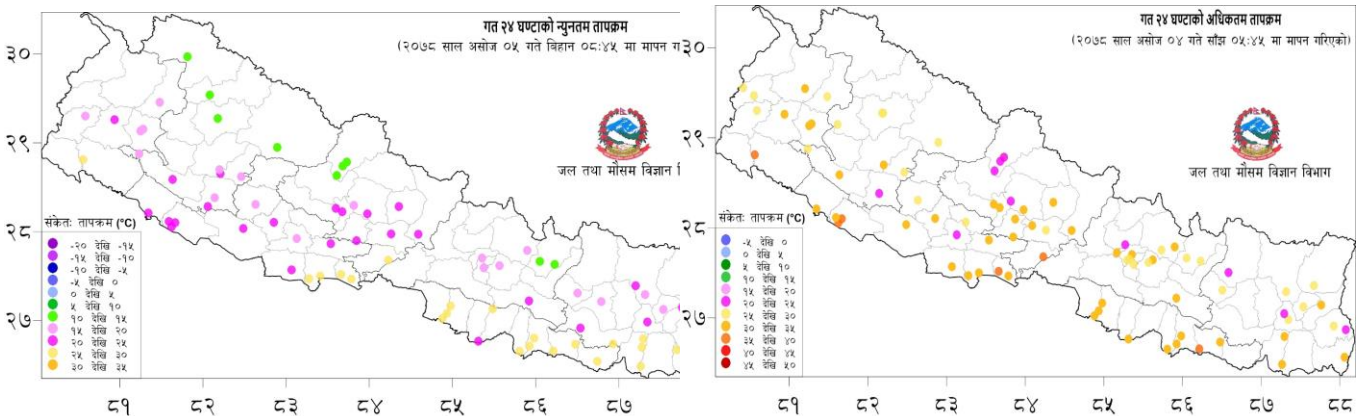 गत २४ घण्टाको न्युनतम तापक्रम
(२०७८ साल असोज ०५ गते बिहान ०८:४५ मा मापन ग
३०
२९
२८
२७
जल तथा मौसम विज्ञान वि
संकेतः तापक्रम (°C)
-२० देखि -१५
-१५ देखि -१०
-१० देखि -५
-५ देखि ०
० देखि ५
५ देखि १०
१० देखि १५
१५ देखि २०
२० देखि २५
२५ देखि ३०
३० देखि ३५
८१ ८२ ८३ ८४ ८५ ८६ ८७
गत २४ घण्टाको अधिकतम तापक्रम
(२०७८ साल असोज ०४ गते साँझ ०५:४५ मा मापन गरिएको)
३०
२९
२८
२७
जल तथा मौसम विज्ञान विभाग
संकेतः तापक्रम (°C)
-५ देखि ०
० देखि ५
५ देखि १०
१० देखि १५
१५ देखि २०
२० देखि २५
२५ देखि ३०
३० देखि ३५
३५ देखि ४०
४० देखि ४५
४५ देखि ५०
८१ ८२ ८३ ८४ ८५ ८६ ८७ ८८